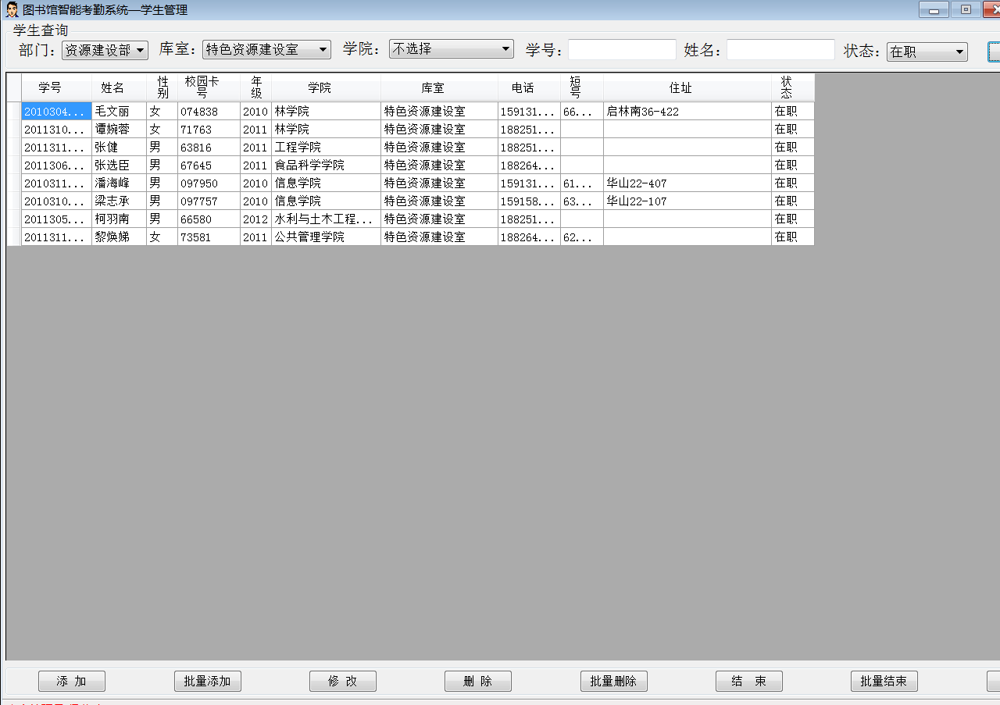 图书馆智能考勤系统—学生管理
学生查询
部门： 资源建设部 库室： 特色资源建设室 学院： 不选择 学号： 姓名： 状态： 在职
学号 姓名 性别 校园卡号 年级 学院 库室 电话 短号 住址 状态
2010304... 毛文丽 女 074838 2010 林学院 特色资源建设室 159131... 66... 启林南36-422 在职
2011310... 谭婉蓉 女 71763 2011 林学院 特色资源建设室 188251... 在职
2011311... 张健 男 63816 2011 工程学院 特色资源建设室 188251... 在职
2011306... 张选臣 男 67645 2011 食品科学学院 特色资源建设室 188264... 在职
2010311... 潘海峰 男 097950 2010 信息学院 特色资源建设室 159131... 61... 华山22-407 在职
2010310... 梁志承 男 097757 2010 信息学院 特色资源建设室 159158... 63... 华山22-107 在职
2011305... 柯羽南 男 66580 2012 水利与土木工程... 特色资源建设室 188251... 在职
2011311... 黎焕娣 女 73581 2011 公共管理学院 特色资源建设室 188264... 62... 在职
添 加 批量添加 修 改 删 除 批量删除 结 束 批量结束